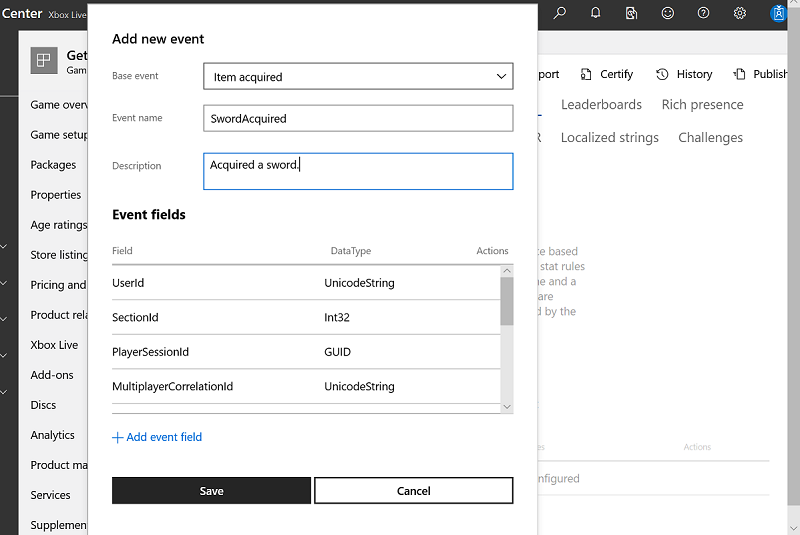 Center Xbox Live
Add new event
Base event Item acquired
Event name SwordAcquired
Description Acquired a sword.
Event fields
Field DataType Actions
UserId UnicodeString
SectionId Int32
PlayerSessionId GUID
MultiplayerCorrelationId UnicodeString
Add event field
Save Cancel
Get
Gam
Game overv
Game setup
Packages
Properties
Age ratings
Store listing
Pricing and
Product rela
Xbox Live
Add-ons
Discs
Analytics
Product ma
Services
Supplemen
port Certify History Publish
Leaderboards Rich presence
R Localized strings Challenges
ce based
stat rules
ne and a
are
d by the
es Actions
nfigured